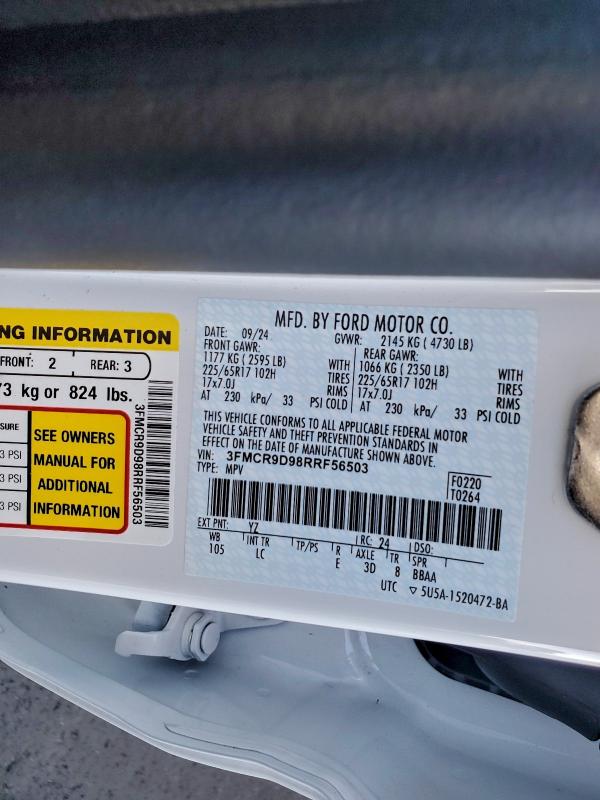 NG INFORMATION
FRONT: 2 REAR: 3
73 kg or 824 lbs.
SURE
3 PSI
3 PSI
3 PSI
SEE OWNERS
MANUAL FOR
ADDITIONAL
INFORMATION
3FMCR9D98RRF56503
MFD. BY FORD MOTOR CO.
DATE: 09/24 GVWR: 2145 KG ( 4730 LB)
FRONT GAWR: REAR GAWR:
1177 KG ( 2595 LB) WITH 1066 KG ( 2350 LB) WITH
225/65R17 102H TIRES 225/65R17 102H TIRES
17x7.0J RIMS 17x7.0J RIMS
AT 230 kPa/ 33 PSI COLD AT 230 kPa/ 33 PSI COLD
THIS VEHICLE CONFORMS TO ALL APPLICABLE FEDERAL MOTOR
VEHICLE SAFETY AND THEFT PREVENTION STANDARDS IN
EFFECT ON THE DATE OF MANUFACTURE SHOWN ABOVE.
VIN: 3FMCR9D98RRF56503
TYPE: MPV
F0220
T0264
EXT PNT: YZ RC: 24 DSO:
WB INT TR TP/PS R AXLE TR SPR
105 LC E 3D 8 BBAA
UTC ▽ 5U5A-1520472-BA